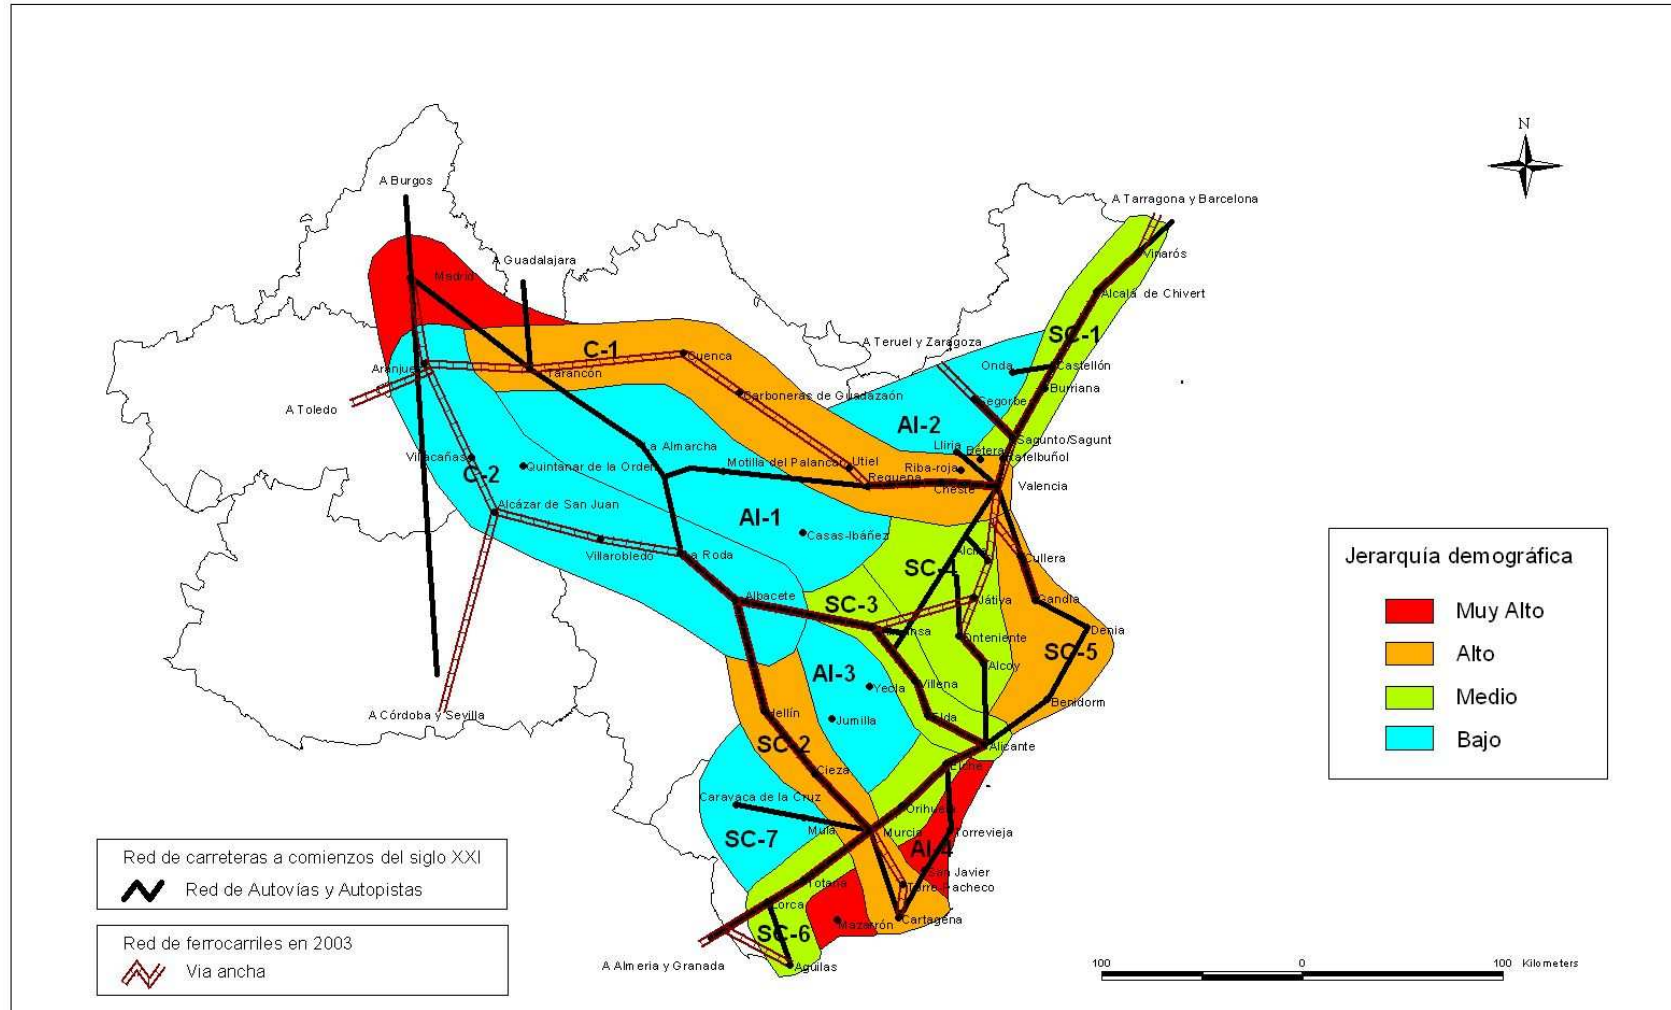 N
A Burgos
A Tarragona y Barcelona
A Guadalajara
Vinarós
Madrid
Alcalá de Chivert
SC-1
A Teruel y Zaragoza
C-1
Cuenca
Onda
Castellón
Aranjuez
Tarancón
Burriana
Carboneras de Guadazaón
Segorbe
A Toledo
AI-2
Sagunto/Sagunt
La Almarcha
Lliria
Bétera
Rafelbuñol
Villacañas
Quintanar de la Orden
Motilla del Palancar
Utiel
Riba-roja
C-2
Requena
Cheste
Valencia
Alcázar de San Juan
AI-1
Casas-Ibáñez
Villarobledo
La Roda
Alcira
Cullera
SC-4
Albacete
SC-3
Játiva
Gandia
Almansa
Onteniente
Denia
SC-5
Alcoy
AI-3
Yecla
Villena
Benidorm
A Córdoba y Sevilla
Hellín
Jumilla
Elda
SC-2
Alicante
Cieza
Elche
Caravaca de la Cruz
Orihuela
Mula
Murcia
Torrevieja
SC-7
AI-4
San Javier
Totana
Torre-Pacheco
Lorca
Mazarrón
Cartagena
SC-6
A Almeria y Granada
Aguilas
Jerarquía demográfica
Muy Alto
Alto
Medio
Bajo
Red de carreteras a comienzos del siglo XXI
Red de Autovías y Autopistas
Red de ferrocarriles en 2003
Via ancha
100 0 100 Kilometers